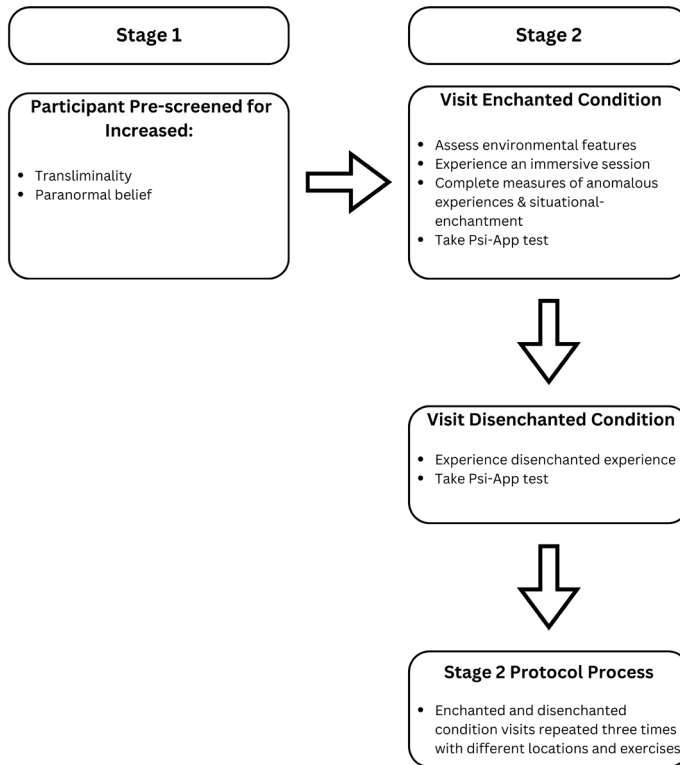 Stage 1
Stage 2
Participant Pre-screened for
Increased:
• Transliminality
• Paranormal belief
Visit Enchanted Condition
• Assess environmental features
• Experience an immersive session
• Complete measures of anomalous
experiences & situational-
enchantment
• Take Psi-App test
Visit Disenchanted Condition
• Experience disenchanted experience
• Take Psi-App test
Stage 2 Protocol Process
• Enchanted and disenchanted
condition visits repeated three times
with different locations and exercises